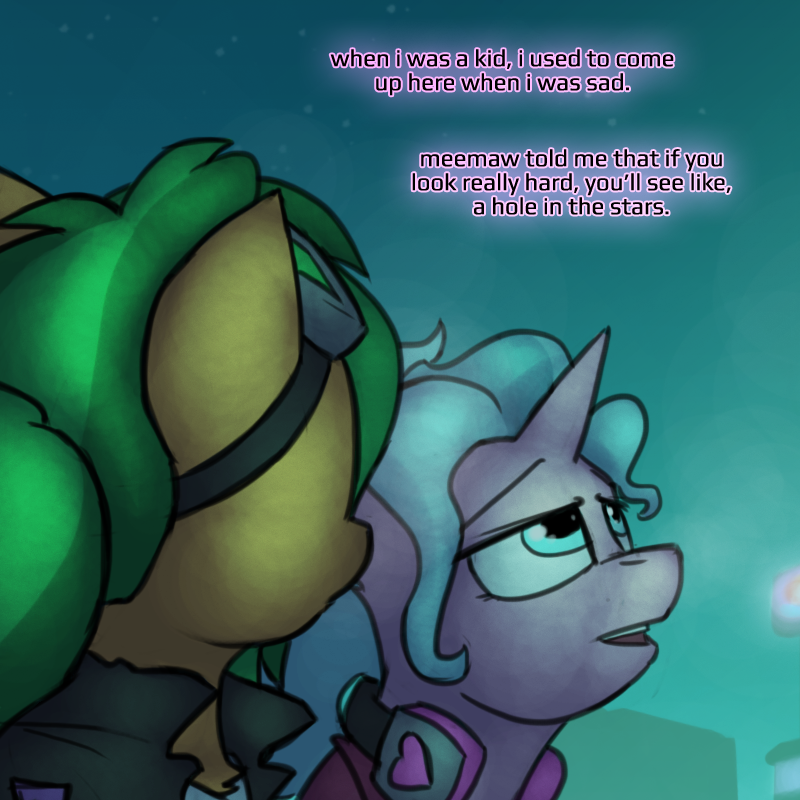 when i was a kid, i used to come
up here when i was sad.
meemaw told me that if you
look really hard, you'll see like,
a hole in the stars.